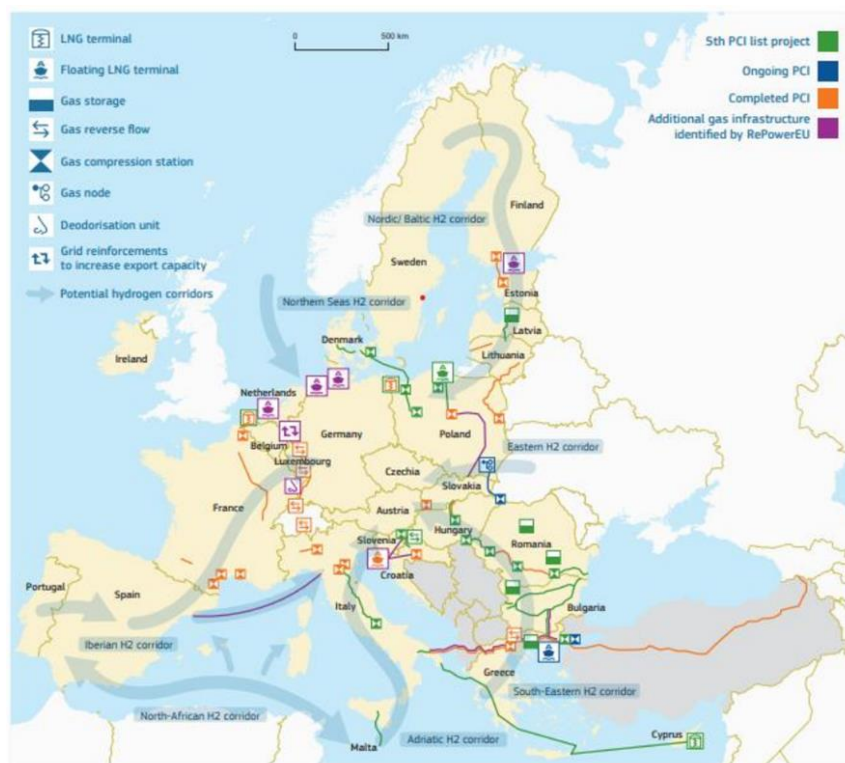 LNG terminal
Floating LNG terminal
Gas storage
Gas reverse flow
Gas compression station
Gas node
Deodorisation unit
Grid reinforcements
to increase export capacity
Potential hydrogen corridors
0
500 km
5th PCI list project
Ongoing PCI
Completed PCI
Additional gas infrastructure
identified by RePowerEU
Nordic/ Baltic H2 corridor
Finland
Sweden
Estonia
Northern Seas H2 corridor
Latvia
Denmark
Lithuania
Ireland
Netherlands
Germany
Poland
Belgium
Eastern H2 corridor
Luxembourg
Czechia
Slovakia
France
Austria
Hungary
Slovenia
Romania
Croatia
Portugal
Spain
Italy
Bulgaria
Iberian H2 corridor
Greece
South-Eastern H2 corridor
North-African H2 corridor
Cyprus
Malta
Adriatic H2 corridor